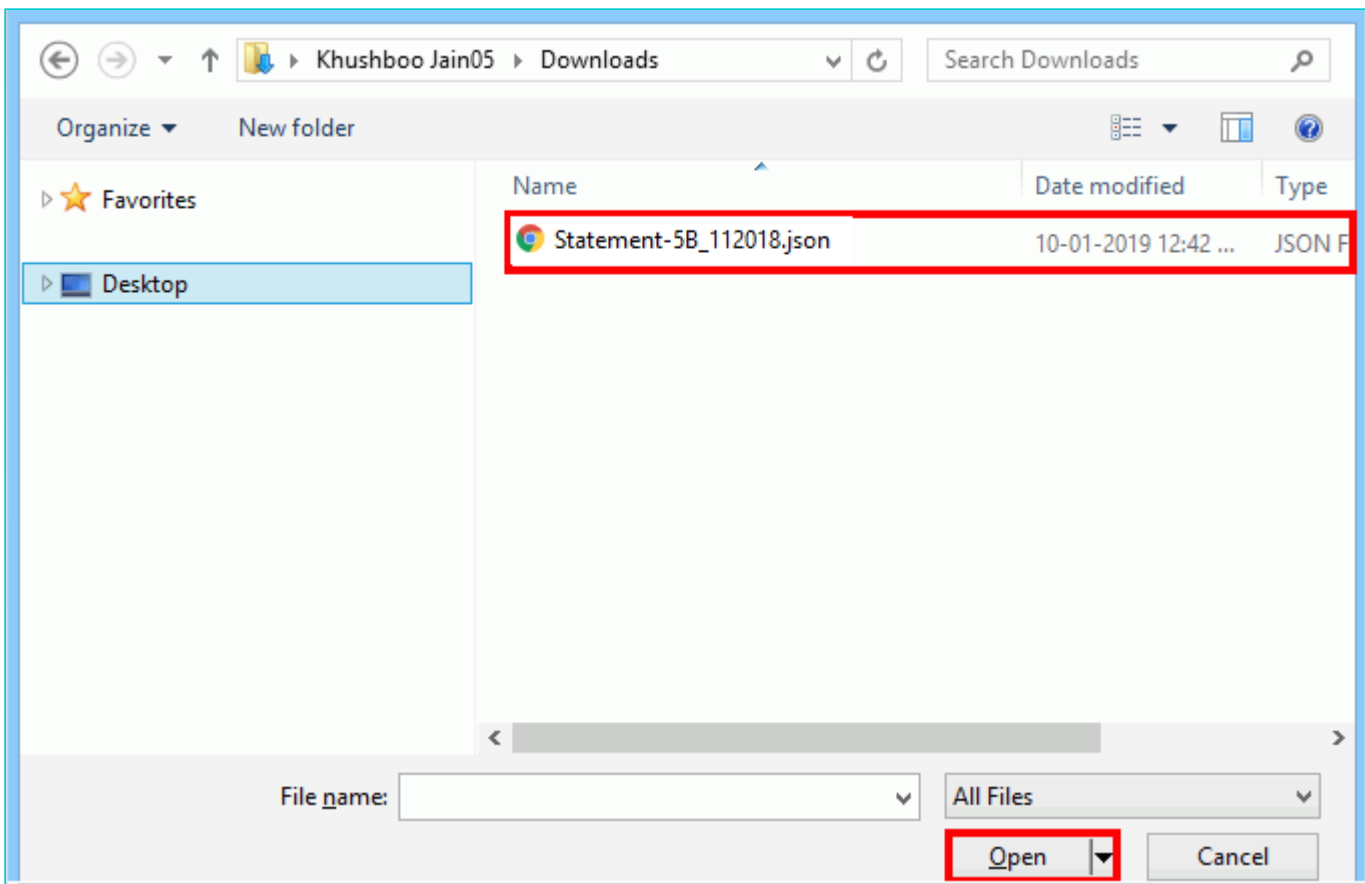 Khushboo Jain05 Downloads Search Downloads
Organize New folder
Name Date modified Type
Favorites
Statement-5B_112018.json 10-01-2019 12:42 ... JSON F
Desktop
File name: All Files
Open Cancel